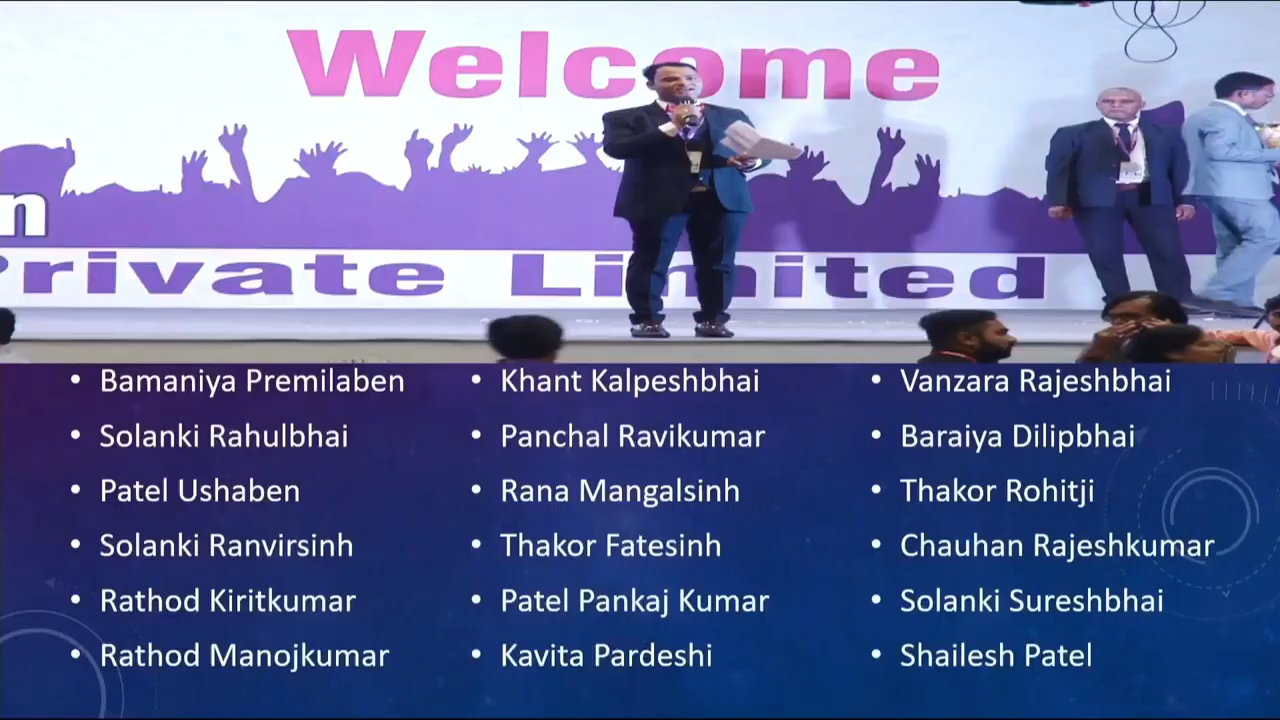 Welcome
n
Private Limited
• Bamaniya Premilaben
• Solanki Rahulbhai
• Patel Ushaben
• Solanki Ranvirsinh
• Rathod Kiritkumar
• Rathod Manojkumar
• Khant Kalpeshbhai
• Panchal Ravikumar
• Rana Mangalsinh
• Thakor Fatesinh
• Patel Pankaj Kumar
• Kavita Pardeshi
• Vanzara Rajeshbhai
• Baraiya Dilipbhai
• Thakor Rohitji
• Chauhan Rajeshkumar
• Solanki Sureshbhai
• Shailesh Patel